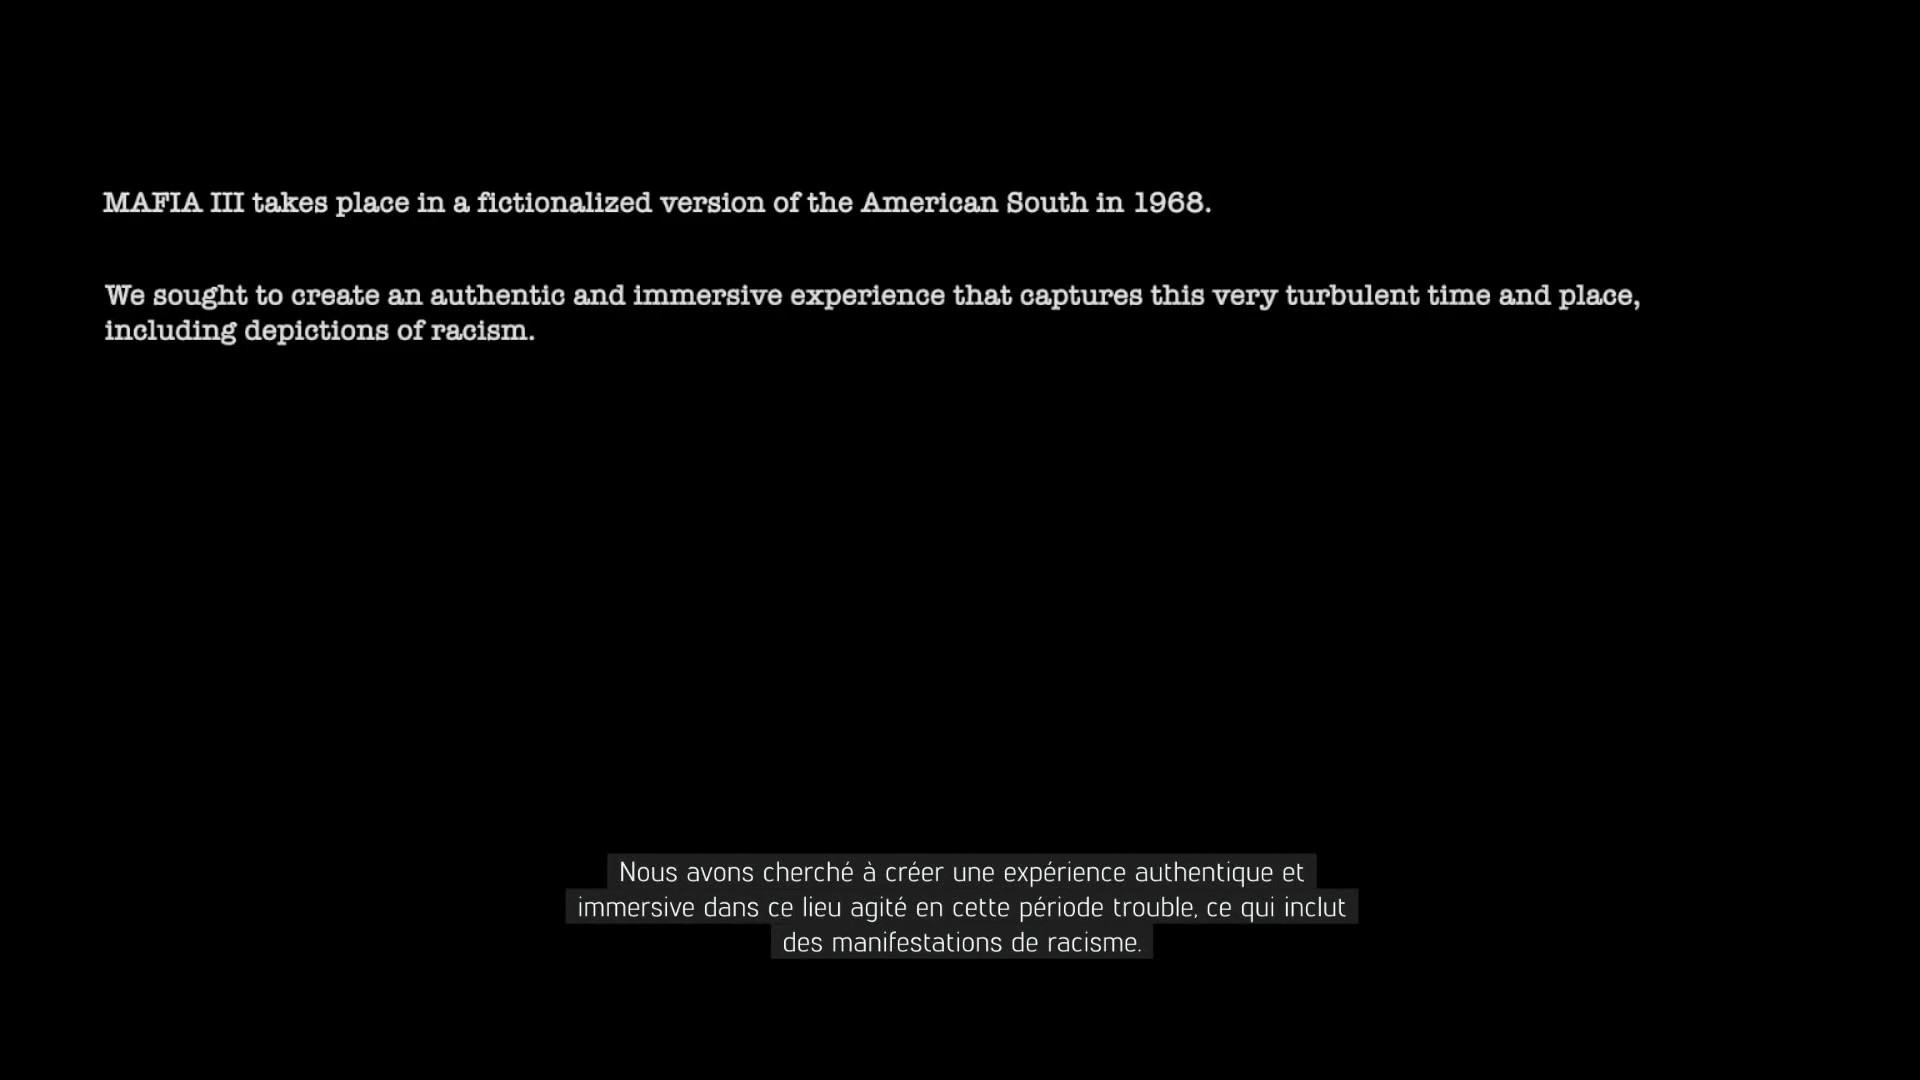 MAFIA III takes place in a fictionalized version of the American South in 1968.
We sought to create an authentic and immersive experience that captures this very turbulent time and place,
including depictions of racism.
Nous avons cherché à créer une expérience authentique et
immersive dans ce lieu agité en cette période trouble, ce qui inclut
des manifestations de racisme.